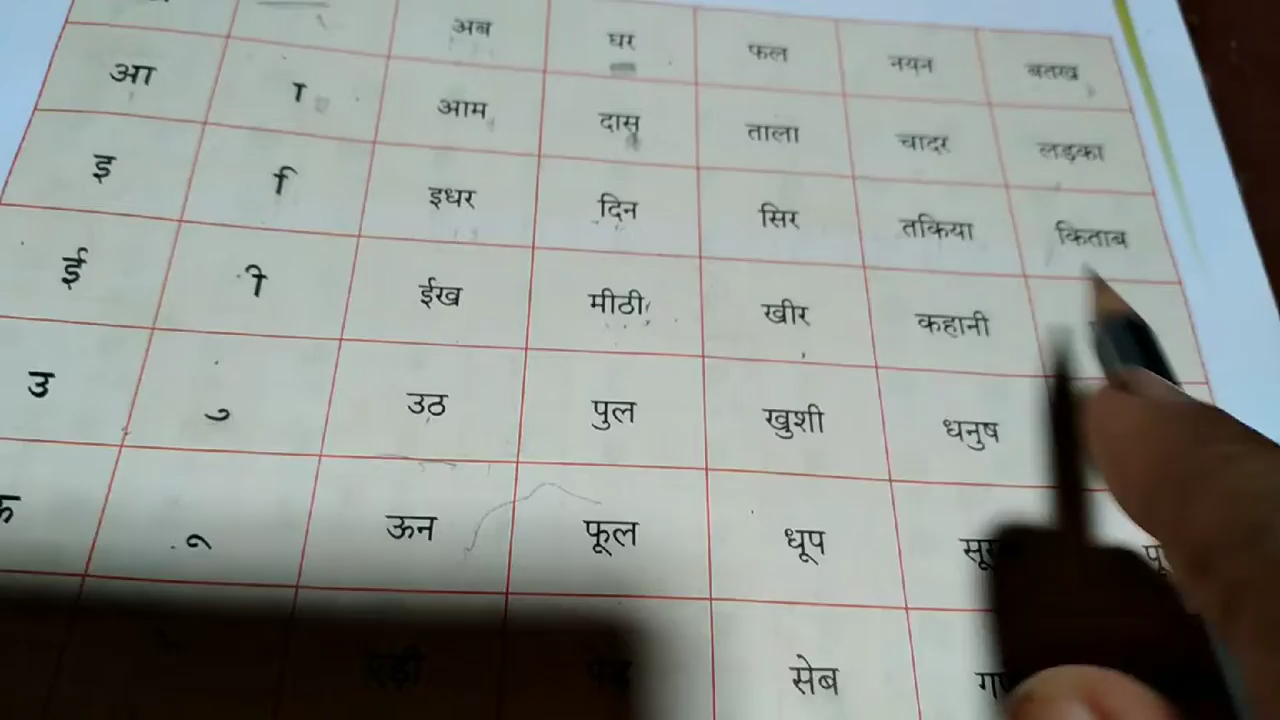 अब घर फल नयन बतख
आ ा आम दास ताला चादर लड़का
इ ि इधर दिन सिर तकिया किताब
ई ी ईख मीठी खीर कहानी
उ ु उठ पुल खुशी धनुष
ू ऊन फूल धूप
सेब